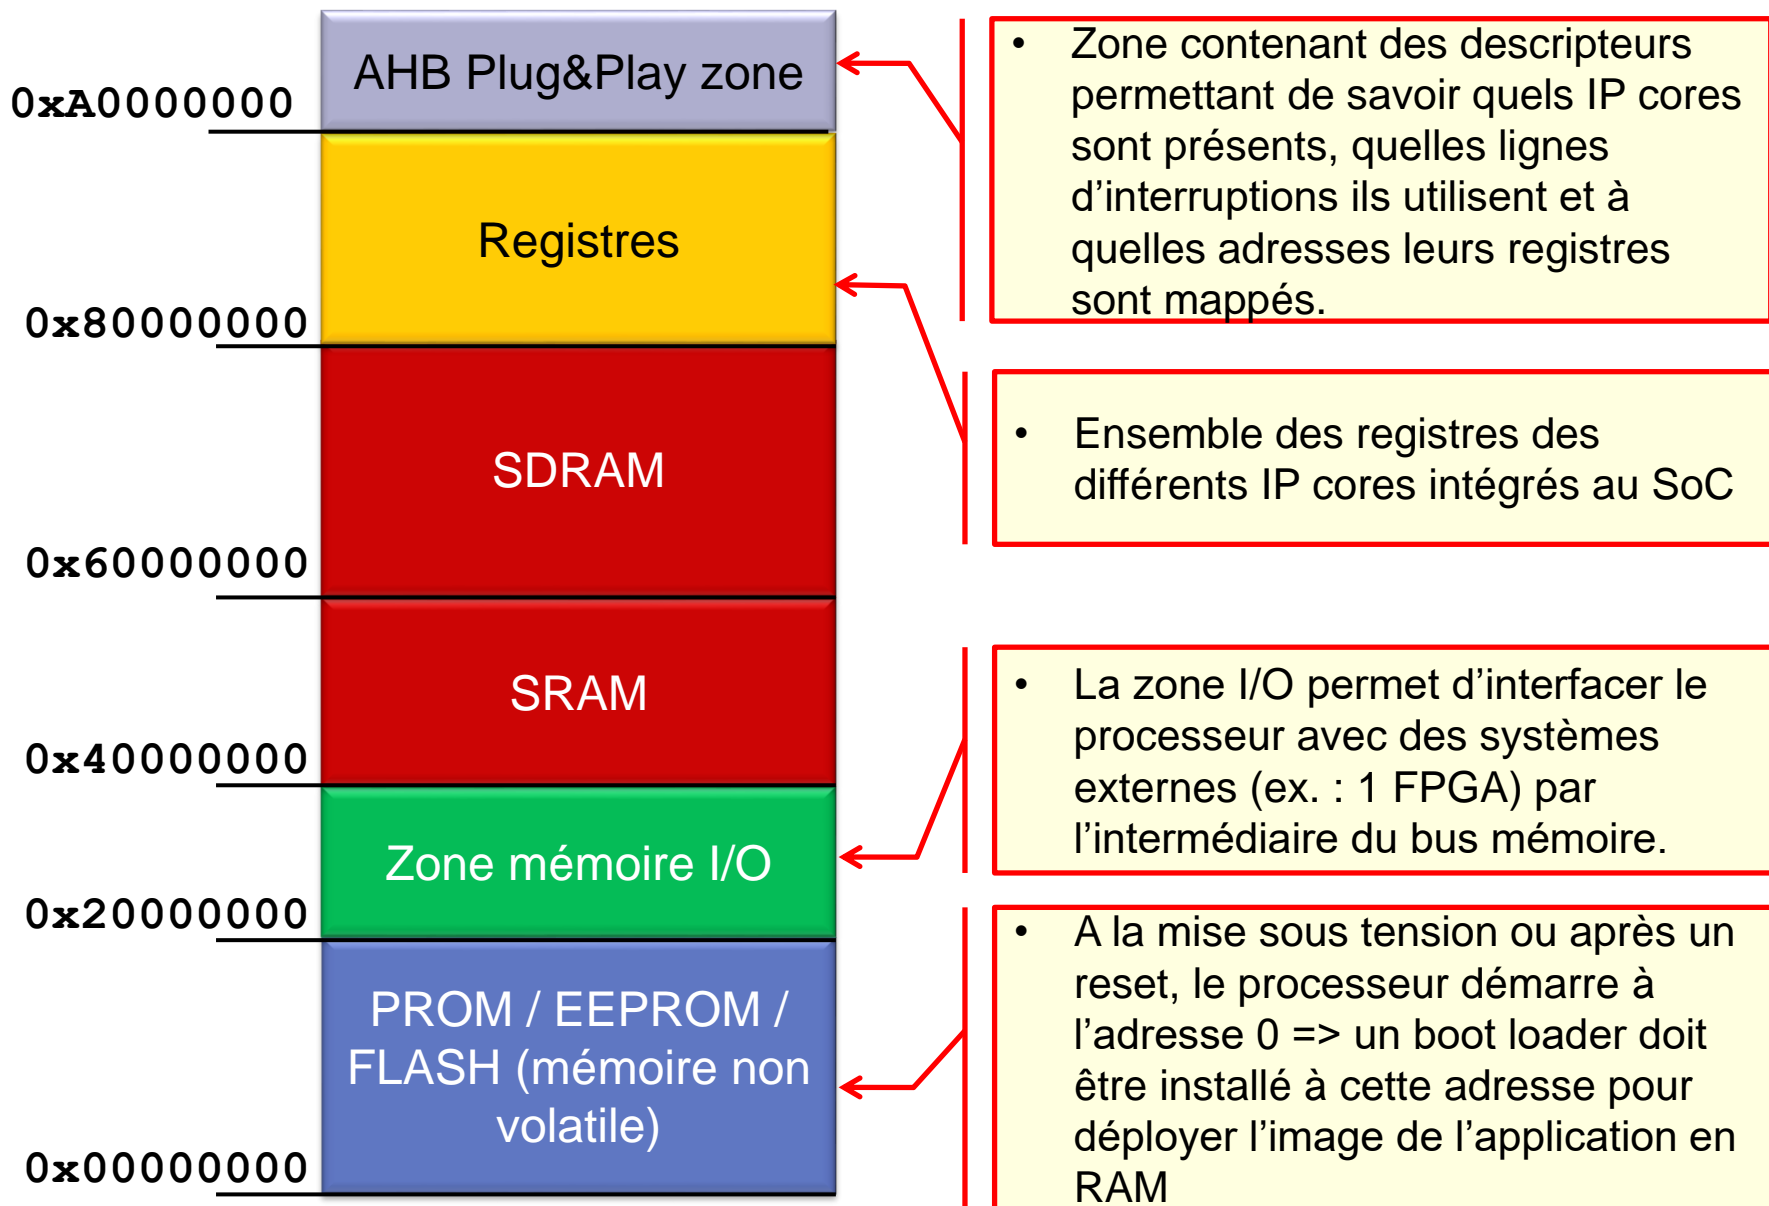 AHB Plug&Play zone
0xA0000000
Registres
0x80000000
SDRAM
0x60000000
SRAM
0x40000000
Zone mémoire I/O
0x20000000
PROM / EEPROM /
FLASH (mémoire non
volatile)
0x00000000
• Zone contenant des descripteurs
permettant de savoir quels IP cores
sont présents, quelles lignes
d’interruptions ils utilisent et à
quelles adresses leurs registres
sont mappés.
• Ensemble des registres des
différents IP cores intégrés au SoC
• La zone I/O permet d’interfacer le
processeur avec des systèmes
externes (ex. : 1 FPGA) par
l’intermédiaire du bus mémoire.
• A la mise sous tension ou après un
reset, le processeur démarre à
l’adresse 0 => un boot loader doit
être installé à cette adresse pour
déployer l’image de l’application en
RAM